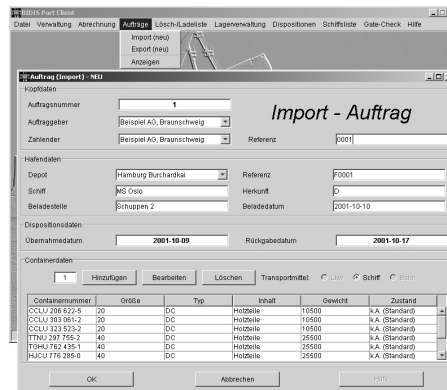 BIDIS Port Client
Datei Verwaltung Abrechnung Aufträge Lösch-/Ladeliste Lagerverwaltung Dispositionen Schiffsliste Gate-Check Hilfe
Import (neu)
Export (neu)
Anzeigen
Auftrag (Import) - NEU
Kopfdaten
Auftragsnummer 1
Import - Auftrag
Auftraggeber Beispiel AG, Braunschweig
Zahlender Beispiel AG, Braunschweig Referenz 0001
Hafendaten
Depot Hamburg Burchardkai Referenz F0001
Schiff MS Oslo Herkunft D
Beladestelle Schuppen 2 Beladedatum 2001-10-10
Dispositionsdaten
Übernahmedatum 2001-10-09 Rückgabedatum 2001-10-17
Containerdaten
1 Hinzufügen Bearbeiten Löschen Transportmittel: Lkw Schiff Bahn
Containernummer Größe Typ Inhalt Gewicht Zustand
CCLU 206 622-5 20 DC Holzteile 10500 k.A. (Standard)
CCLU 303 061-2 20 DC Holzteile 10500 k.A. (Standard)
CCLU 323 523-2 20 DC Holzteile 10500 k.A. (Standard)
TTNU 297 755-2 40 DC Holzteile 25500 k.A. (Standard)
TGHU 762 435-1 40 DC Holzteile 25500 k.A. (Standard)
HJCU 776 285-0 40 DC Holzteile 25500 k.A. (Standard)
OK Abbrechen Hilfe